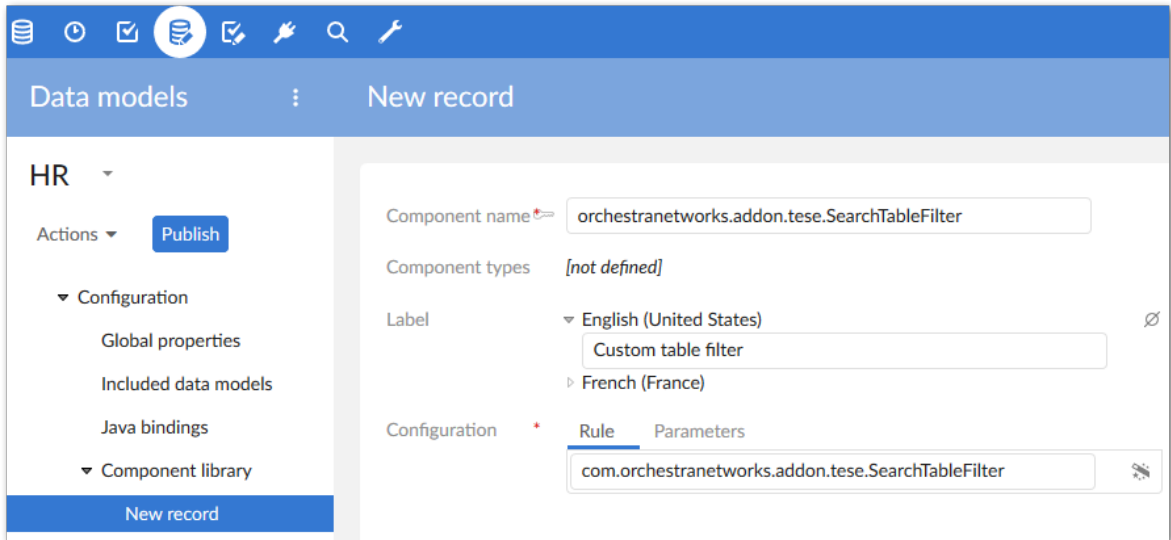 Data models
New record
HR
Actions
Publish
Configuration
Global properties
Included data models
Java bindings
Component library
New record
Component name*
orchestranetworks.addon.tese.SearchTableFilter
Component types
[not defined]
Label
English (United States)
Custom table filter
French (France)
Configuration *
Rule Parameters
com.orchestranetworks.addon.tese.SearchTableFilter